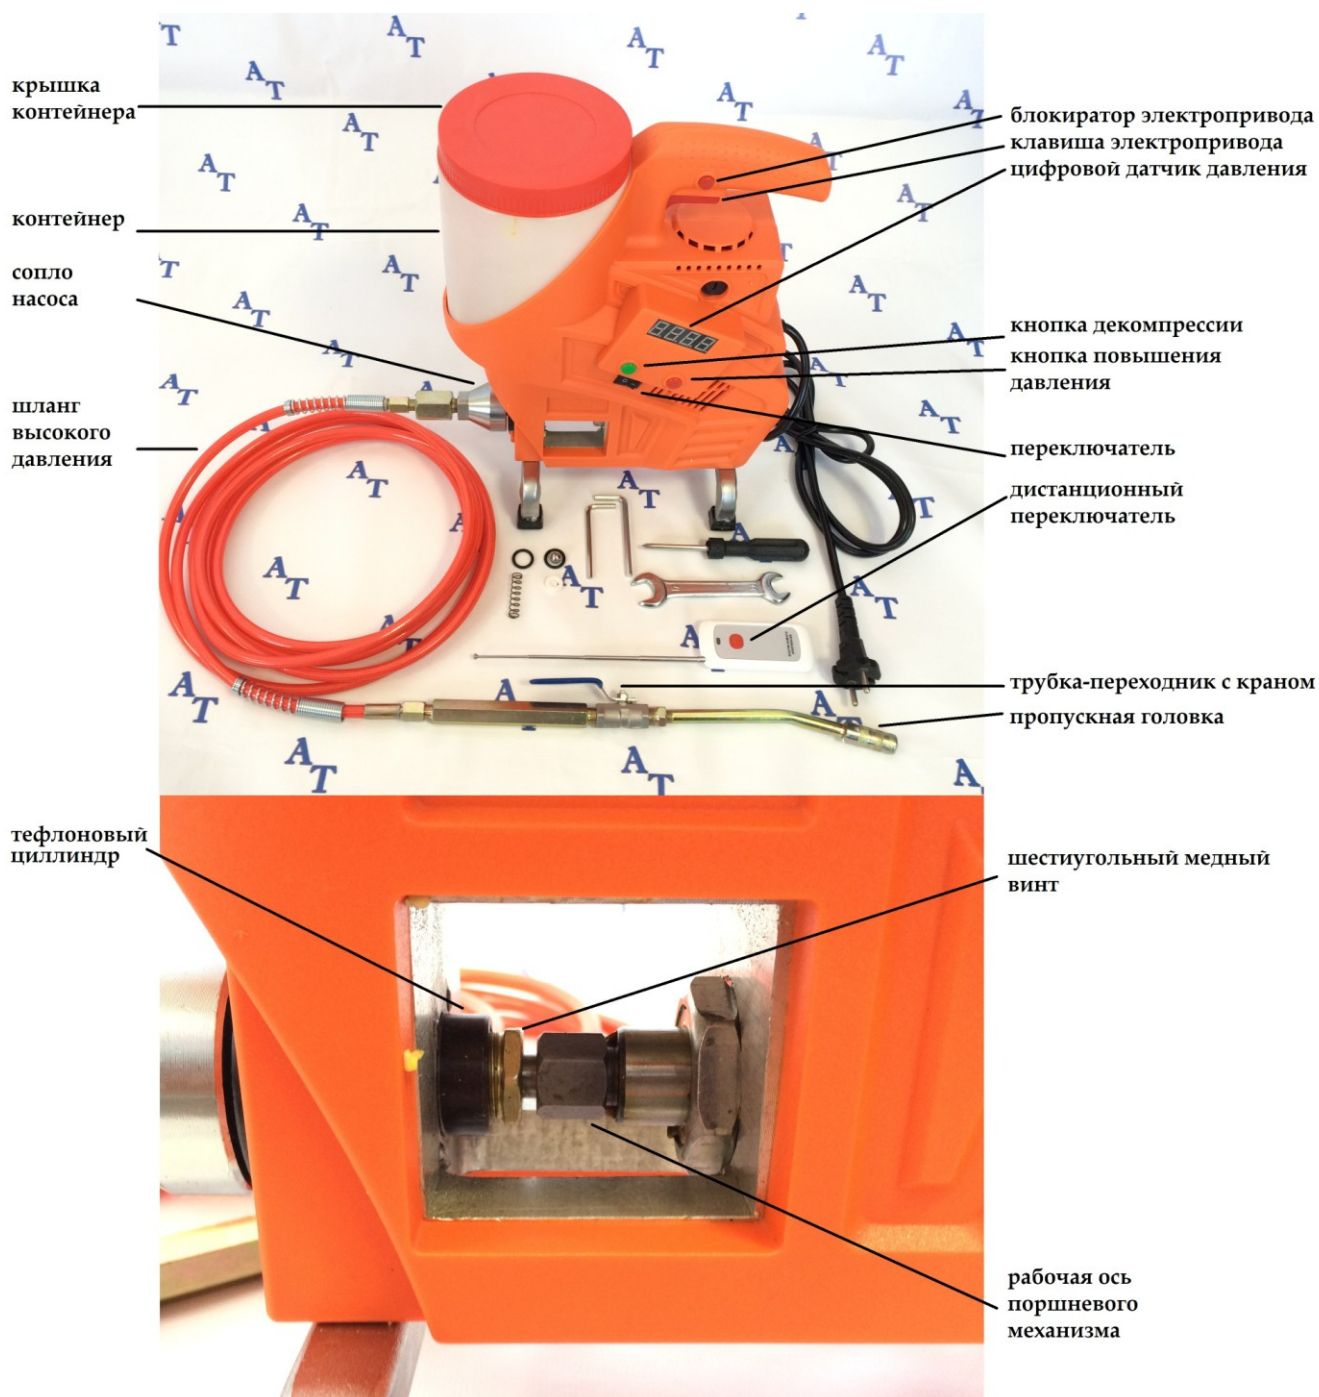 крышка
контейнера
контейнер
сопло
насоса
шланг
высокого
давления
блокиратор электропривода
клавиша электропривода
цифровой датчик давления
кнопка декомпрессии
кнопка повышения
давления
переключатель
дистанционный
переключатель
трубка-переходник с краном
пропускная головка
тефлоновый
циллиндр
шестиугольный медный
винт
рабочая ось
поршневого
механизма
A T